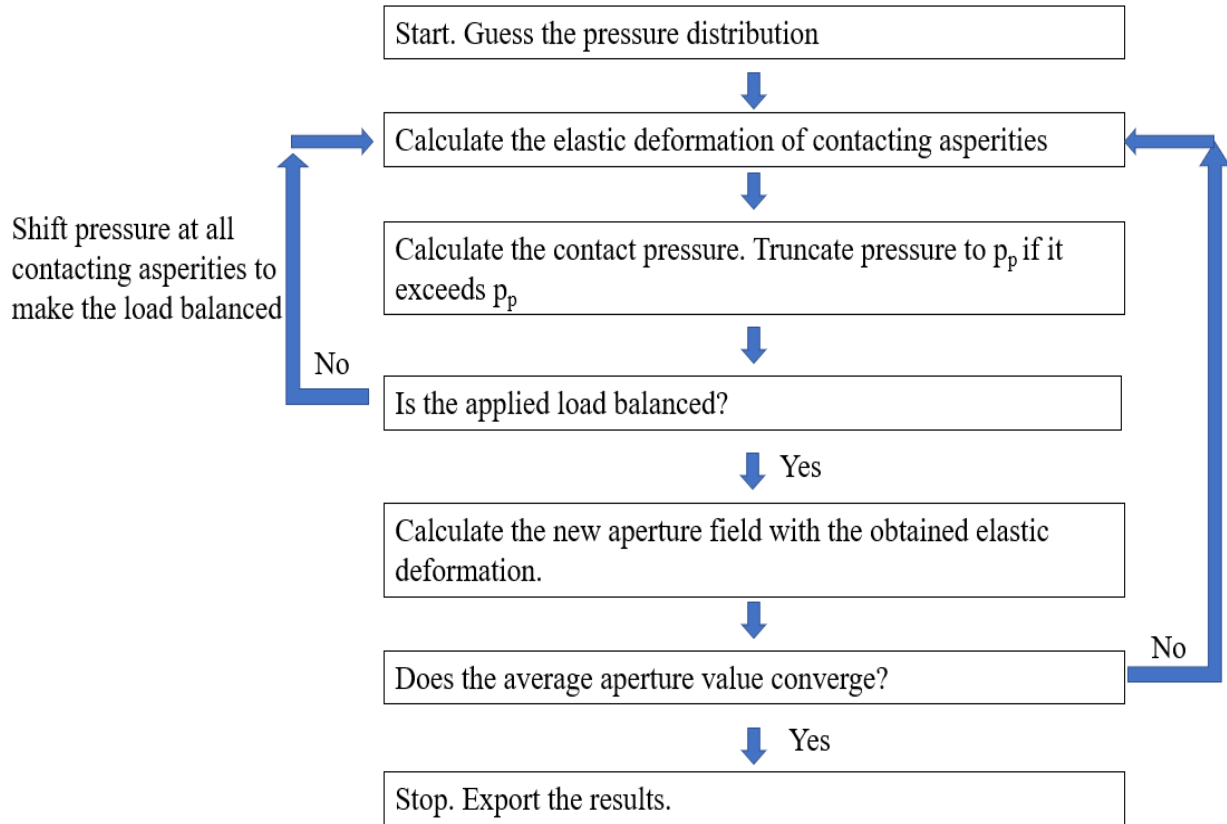 Start. Guess the pressure distribution
Calculate the elastic deformation of contacting asperities
Shift pressure at all
contacting asperities to
make the load balanced
Calculate the contact pressure. Truncate pressure to pp if it
exceeds pp
No
Is the applied load balanced?
Yes
Calculate the new aperture field with the obtained elastic
deformation.
No
Does the average aperture value converge?
Yes
Stop. Export the results.